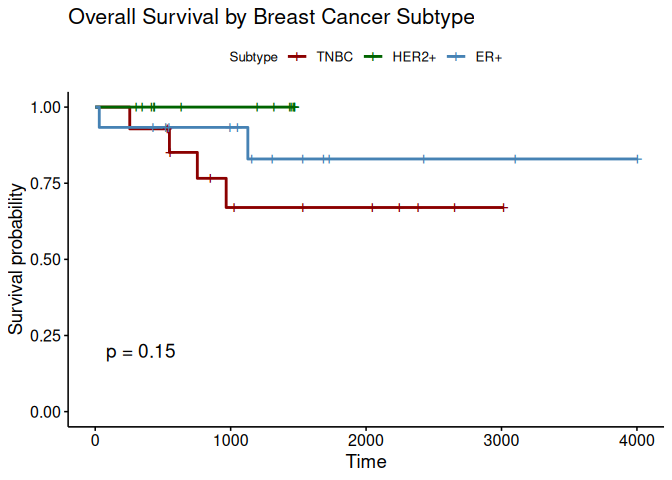 Overall Survival by Breast Cancer Subtype
Subtype TNBC HER2+ ER+
1.00
0.75
0.50
0.25
0.00
Survival probability
p = 0.15
0 1000 2000 3000 4000
Time